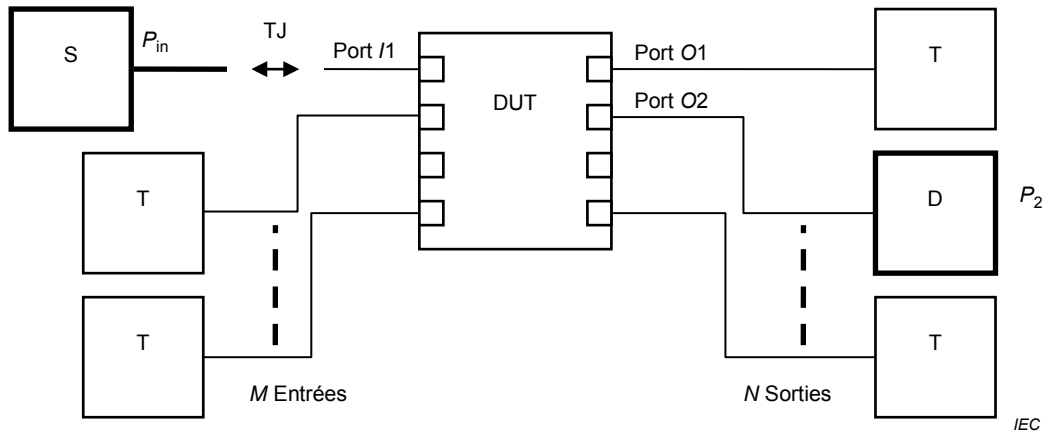 S
P_in
TJ
Port I1
DUT
Port O1
Port O2
T
T
D
P_2
T
T
M Entrées
N Sorties
IEC